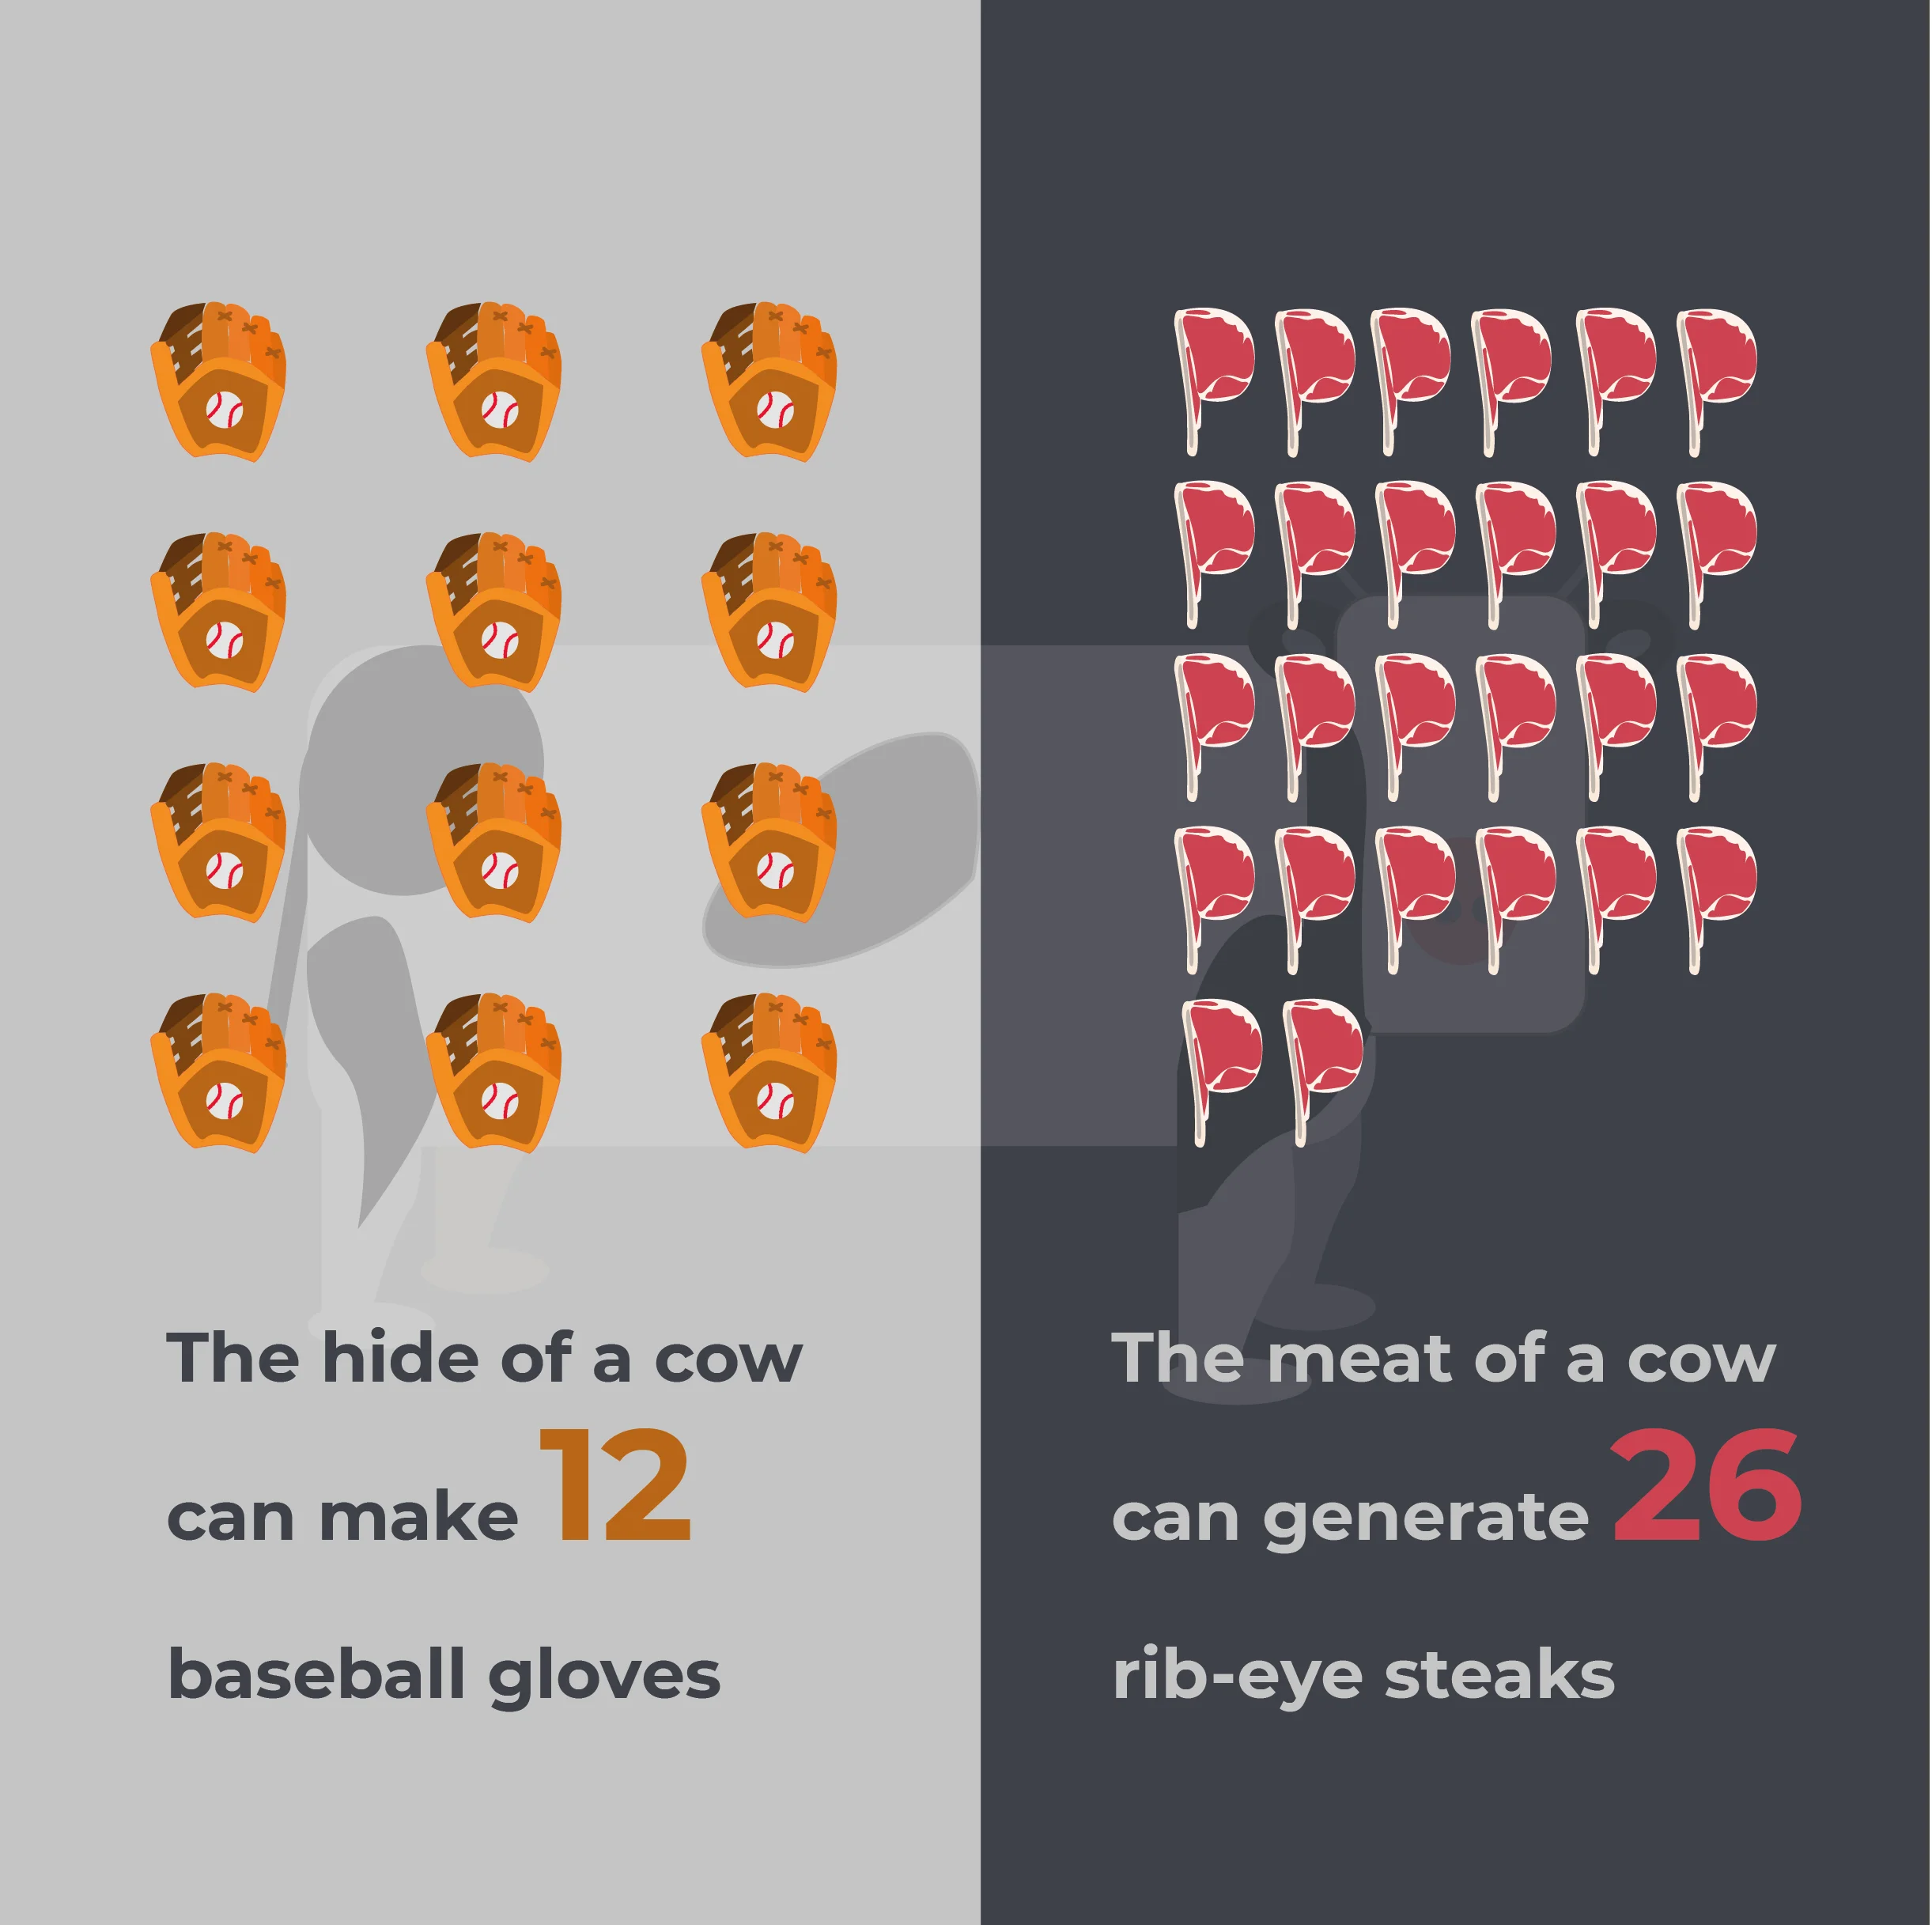 The hide of a cow
can make 12
baseball gloves
The meat of a cow
can generate 26
rib-eye steaks